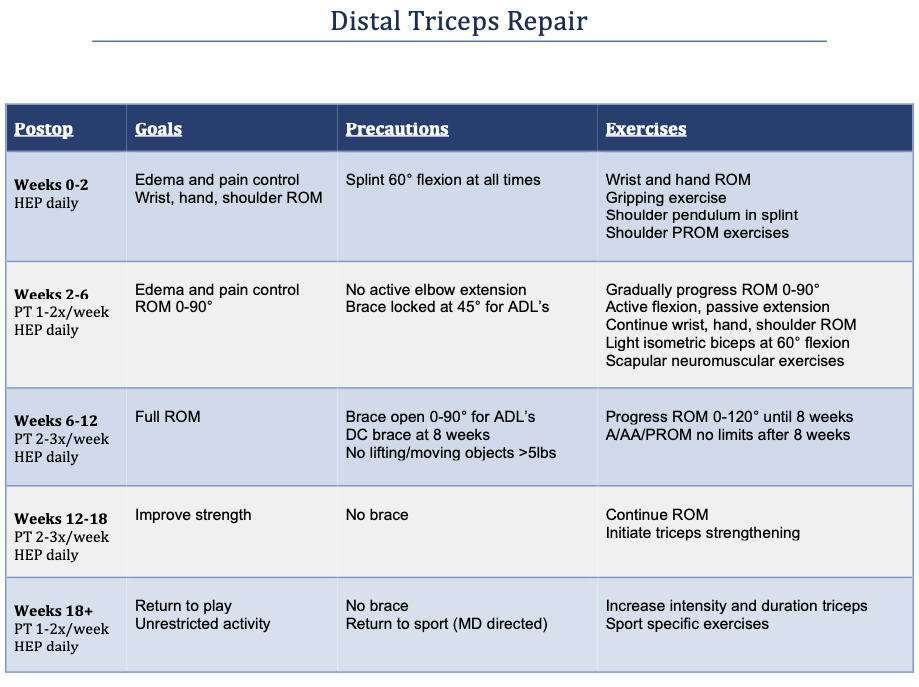 Distal Triceps Repair
Postop
Goals
Precautions
Exercises
Weeks 0-2
HEP daily
Edema and pain control
Wrist, hand, shoulder ROM
Splint 60° flexion at all times
Wrist and hand ROM
Gripping exercise
Shoulder pendulum in splint
Shoulder PROM exercises
Weeks 2-6
PT 1-2x/week
HEP daily
Edema and pain control
ROM 0-90°
No active elbow extension
Brace locked at 45° for ADL's
Gradually progress ROM 0-90°
Active flexion, passive extension
Continue wrist, hand, shoulder ROM
Light isometric biceps at 60° flexion
Scapular neuromuscular exercises
Weeks 6-12
PT 2-3x/week
HEP daily
Full ROM
Brace open 0-90° for ADL's
DC brace at 8 weeks
No lifting/moving objects >5lbs
Progress ROM 0-120° until 8 weeks
A/AA/PROM no limits after 8 weeks
Weeks 12-18
PT 2-3x/week
HEP daily
Improve strength
No brace
Continue ROM
Initiate triceps strengthening
Weeks 18+
PT 1-2x/week
HEP daily
Return to play
Unrestricted activity
No brace
Return to sport (MD directed)
Increase intensity and duration triceps
Sport specific exercises